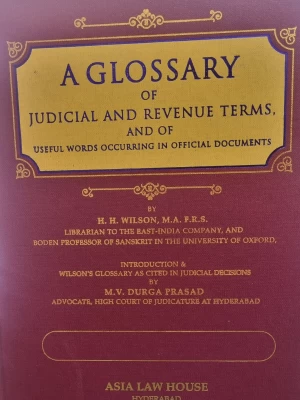 A GLOSSARY
OF
JUDICIAL AND REVENUE TERMS,
AND OF
USEFUL WORDS OCCURRING IN OFFICIAL DOCUMENTS
BY
H. H. WILSON, M.A. F.R.S.
LIBRARIAN TO THE EAST-INDIA COMPANY, AND
BODEN PROFESSOR OF SANSKRIT IN THE UNIVERSITY OF OXFORD,
INTRODUCTION &
WILSON'S GLOSSARY AS CITED IN JUDICIAL DECISIONS
BY
M.V. DURGA PRASAD
ADVOCATE, HIGH COURT OF JUDICATURE AT HYDERABAD
ASIA LAW HOUSE
HYDERABAD